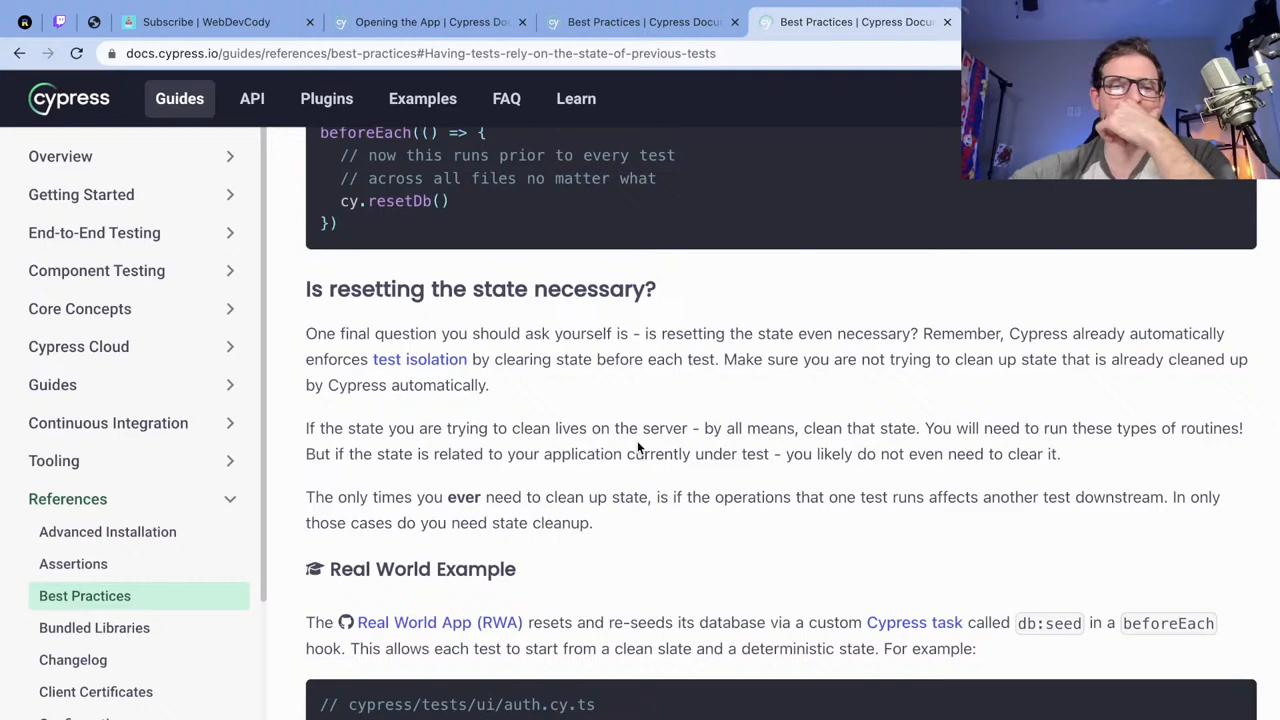 Subscribe | WebDevCody
Opening the App | Cypress Docu
Best Practices | Cypress Docum
Best Practices | Cypress Docu
docs.cypress.io/guides/references/best-practices#Having-tests-rely-on-the-state-of-previous-tests
cypress
Guides
API
Plugins
Examples
FAQ
Learn
Overview
Getting Started
End-to-End Testing
Component Testing
Core Concepts
Cypress Cloud
Guides
Continuous Integration
Tooling
References
Advanced Installation
Assertions
Best Practices
Bundled Libraries
Changelog
Client Certificates
beforeEach(() => {
// now this runs prior to every test
// across all files no matter what
cy.resetDb()
})
Is resetting the state necessary?
One final question you should ask yourself is - is resetting the state even necessary? Remember, Cypress already automatically
enforces test isolation by clearing state before each test. Make sure you are not trying to clean up state that is already cleaned up
by Cypress automatically.
If the state you are trying to clean lives on the server - by all means, clean that state. You will need to run these types of routines!
But if the state is related to your application currently under test - you likely do not even need to clear it.
The only times you ever need to clean up state, is if the operations that one test runs affects another test downstream. In only
those cases do you need state cleanup.
Real World Example
The Real World App (RWA) resets and re-seeds its database via a custom Cypress task called db:seed in a beforeEach
hook. This allows each test to start from a clean slate and a deterministic state. For example:
// cypress/tests/ui/auth.cy.ts